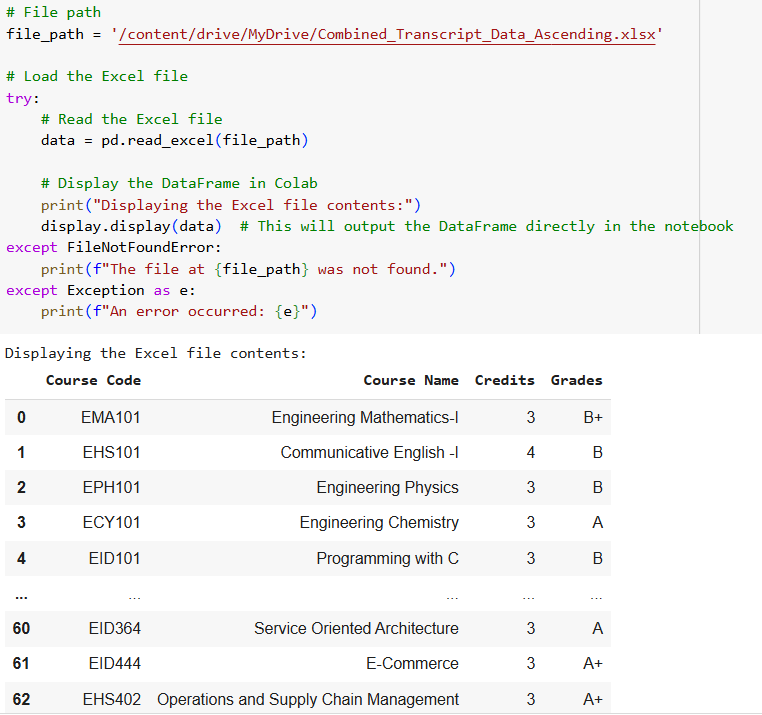 # File path
file_path = '/content/drive/MyDrive/Combined_Transcript_Data_Ascending.xlsx'
# Load the Excel file
try:
    # Read the Excel file
    data = pd.read_excel(file_path)
    # Display the DataFrame in Colab
    print("Displaying the Excel file contents:")
    display.display(data)  # This will output the DataFrame directly in the notebook
except FileNotFoundError:
    print(f"The file at {file_path} was not found.")
except Exception as e:
    print(f"An error occurred: {e}")
Displaying the Excel file contents:
Course Code Course Name Credits Grades
0 EMA101 Engineering Mathematics-I 3 B+
1 EHS101 Communicative English -I 4 B
2 EPH101 Engineering Physics 3 B
3 ECY101 Engineering Chemistry 3 A
4 EID101 Programming with C 3 B
... ... ... ... ...
60 EID364 Service Oriented Architecture 3 A
61 EID444 E-Commerce 3 A+
62 EHS402 Operations and Supply Chain Management 3 A+